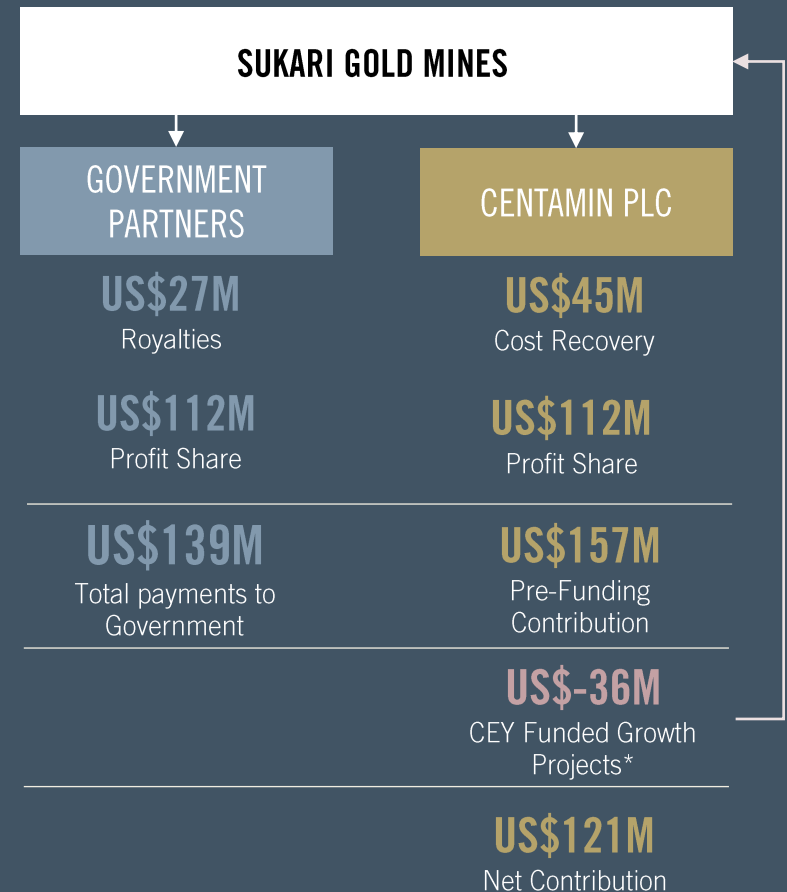 SUKARI GOLD MINES
GOVERNMENT
PARTNERS
US$27M
Royalties
US$112M
Profit Share
US$139M
Total payments to
Government
CENTAMIN PLC
US$45M
Cost Recovery
US$112M
Profit Share
US$157M
Pre-Funding
Contribution
US$-36M
CEY Funded Growth
Projects*
US$121M
Net Contribution